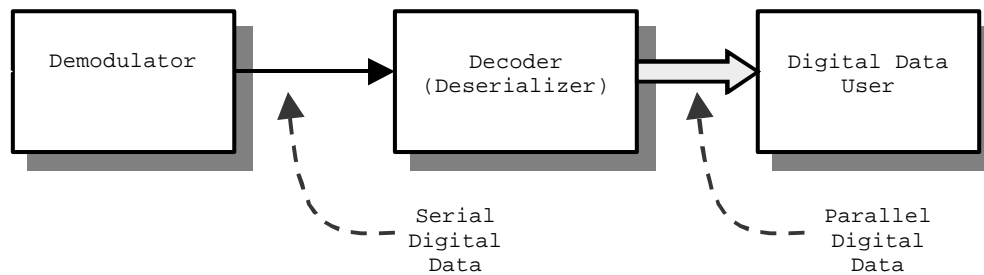 Demodulator
Decoder
(Deserializer)
Digital Data
User
Serial
Digital
Data
Parallel
Digital
Data